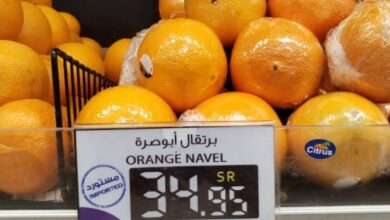 برتقال أبوصرة
ORANGE NAVEL
مستورد
IMPORTED
SR
34.95
Citrus